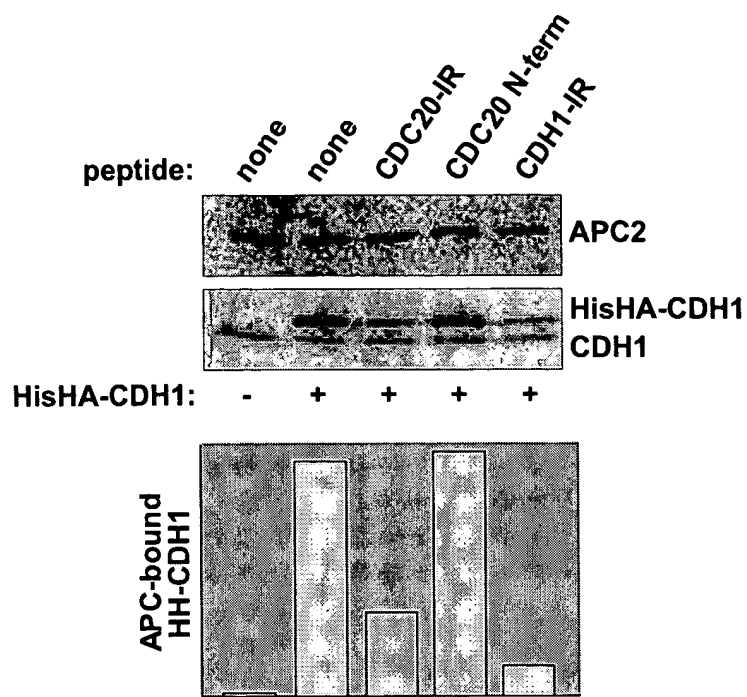 peptide: none none CDC20-IR CDC20 N-term CDH1-IR
APC2
HisHA-CDH1
CDH1
HisHA-CDH1: - + + + +
APC-bound
HH-CDH1